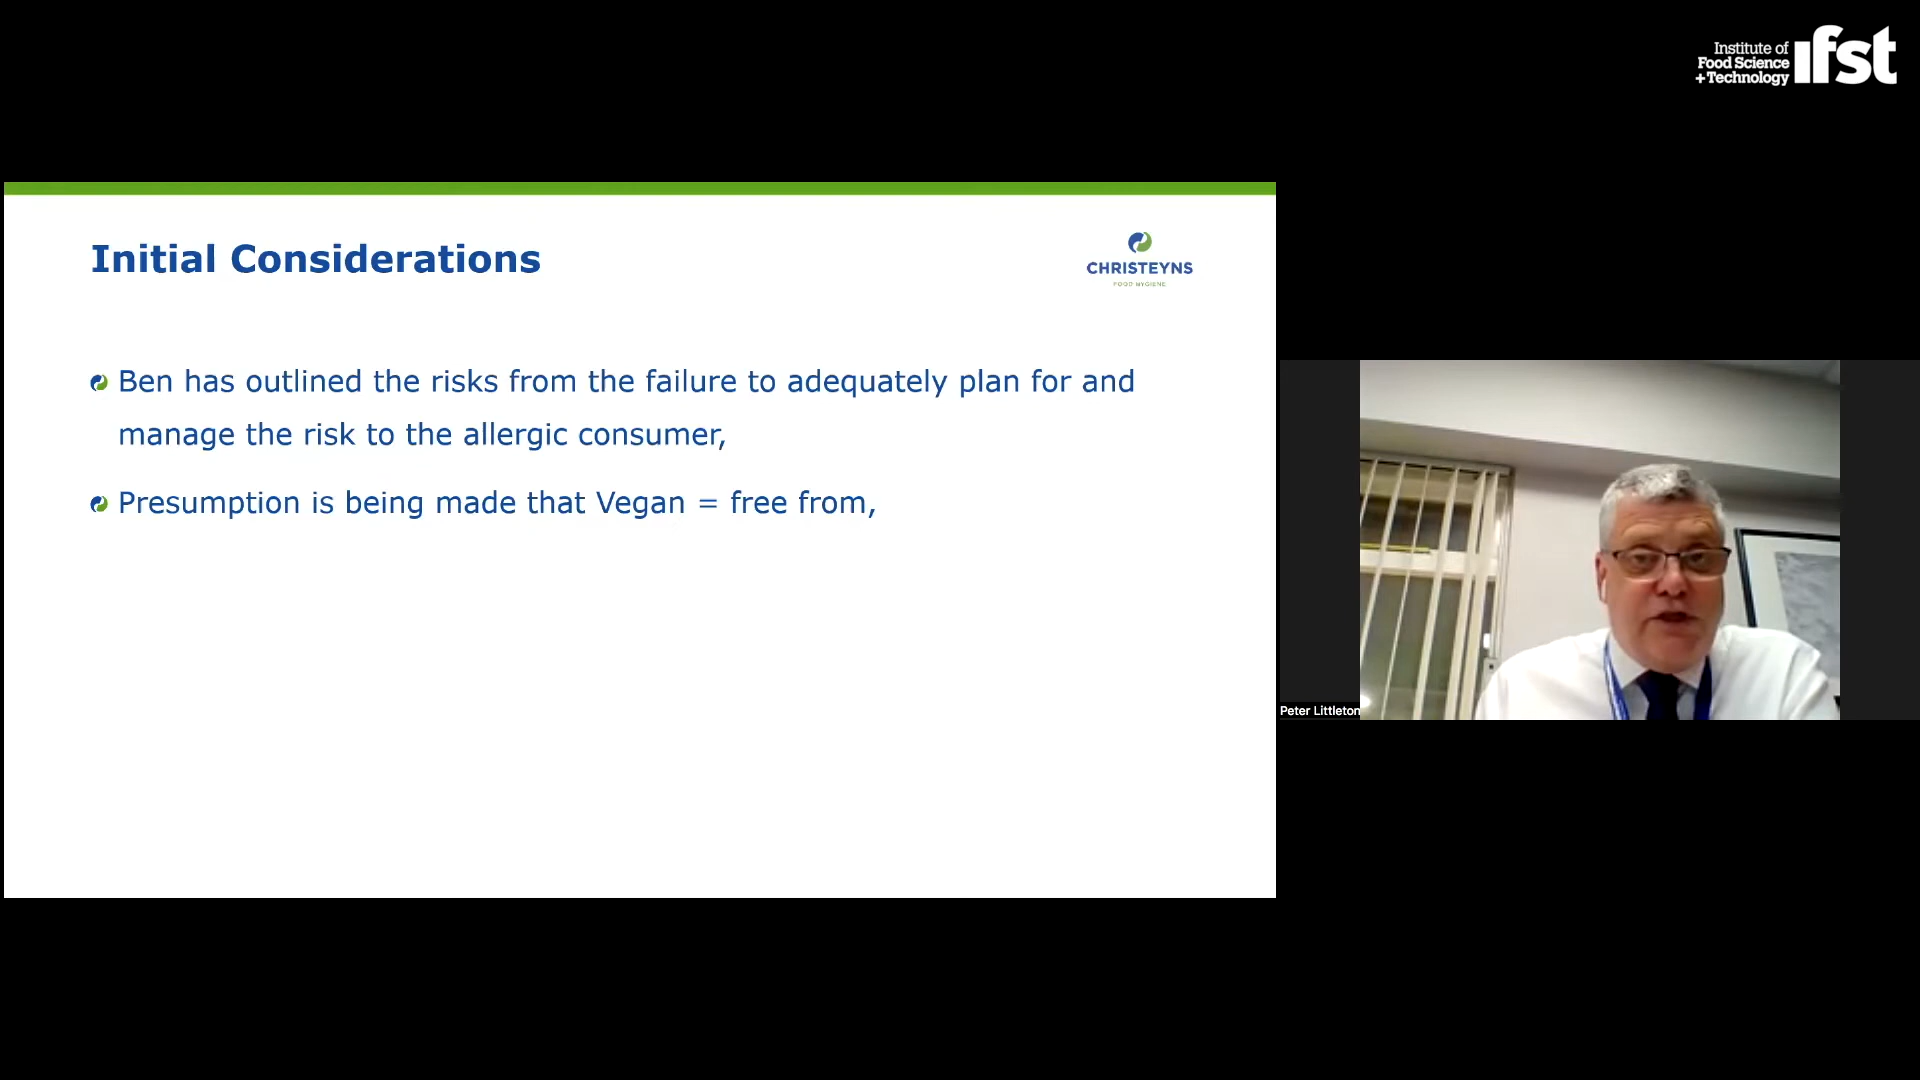 Institute of
Food Science
+Technology
ifst
Initial Considerations
CHRISTEYNS
FOOD HYGIENE
Ben has outlined the risks from the failure to adequately plan for and
manage the risk to the allergic consumer,
Presumption is being made that Vegan = free from,
Peter Littleton